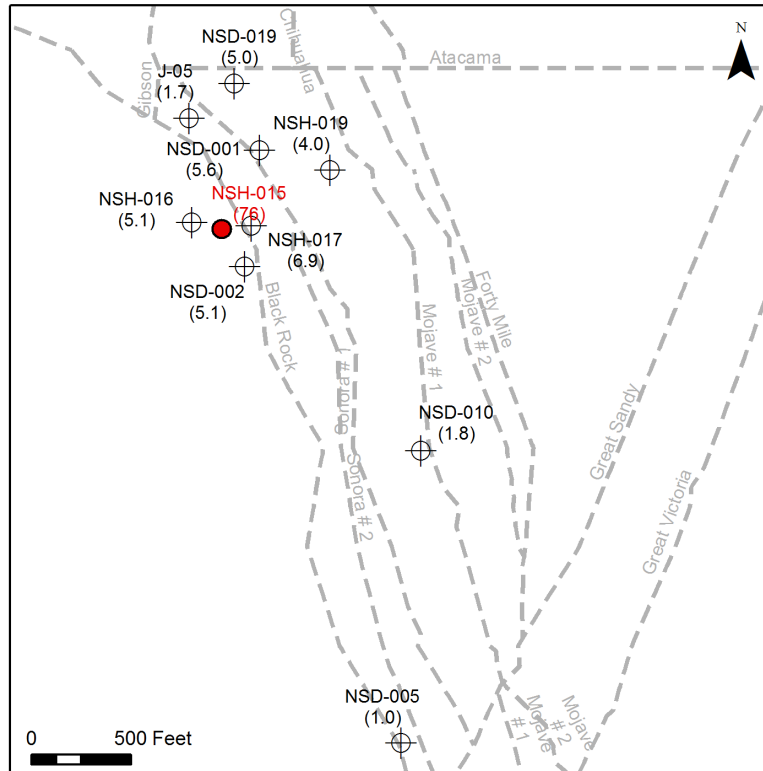 N
NSD-019
(5.0)
Chihuahua
Atacama
Gibson
J-05
(1.7)
NSD-001
(5.6)
NSH-019
(4.0)
NSH-016
(5.1)
NSH-015
(76)
NSH-017
(6.9)
NSD-002
(5.1)
Black Rock
Sonora # 1
Sonora # 2
Mojave # 1
Mojave # 2
Forty Mile
NSD-010
(1.8)
Great Sandy
Great Victoria
NSD-005
(1.0)
Mojave
# 1
Mojave
# 2
0 500 Feet